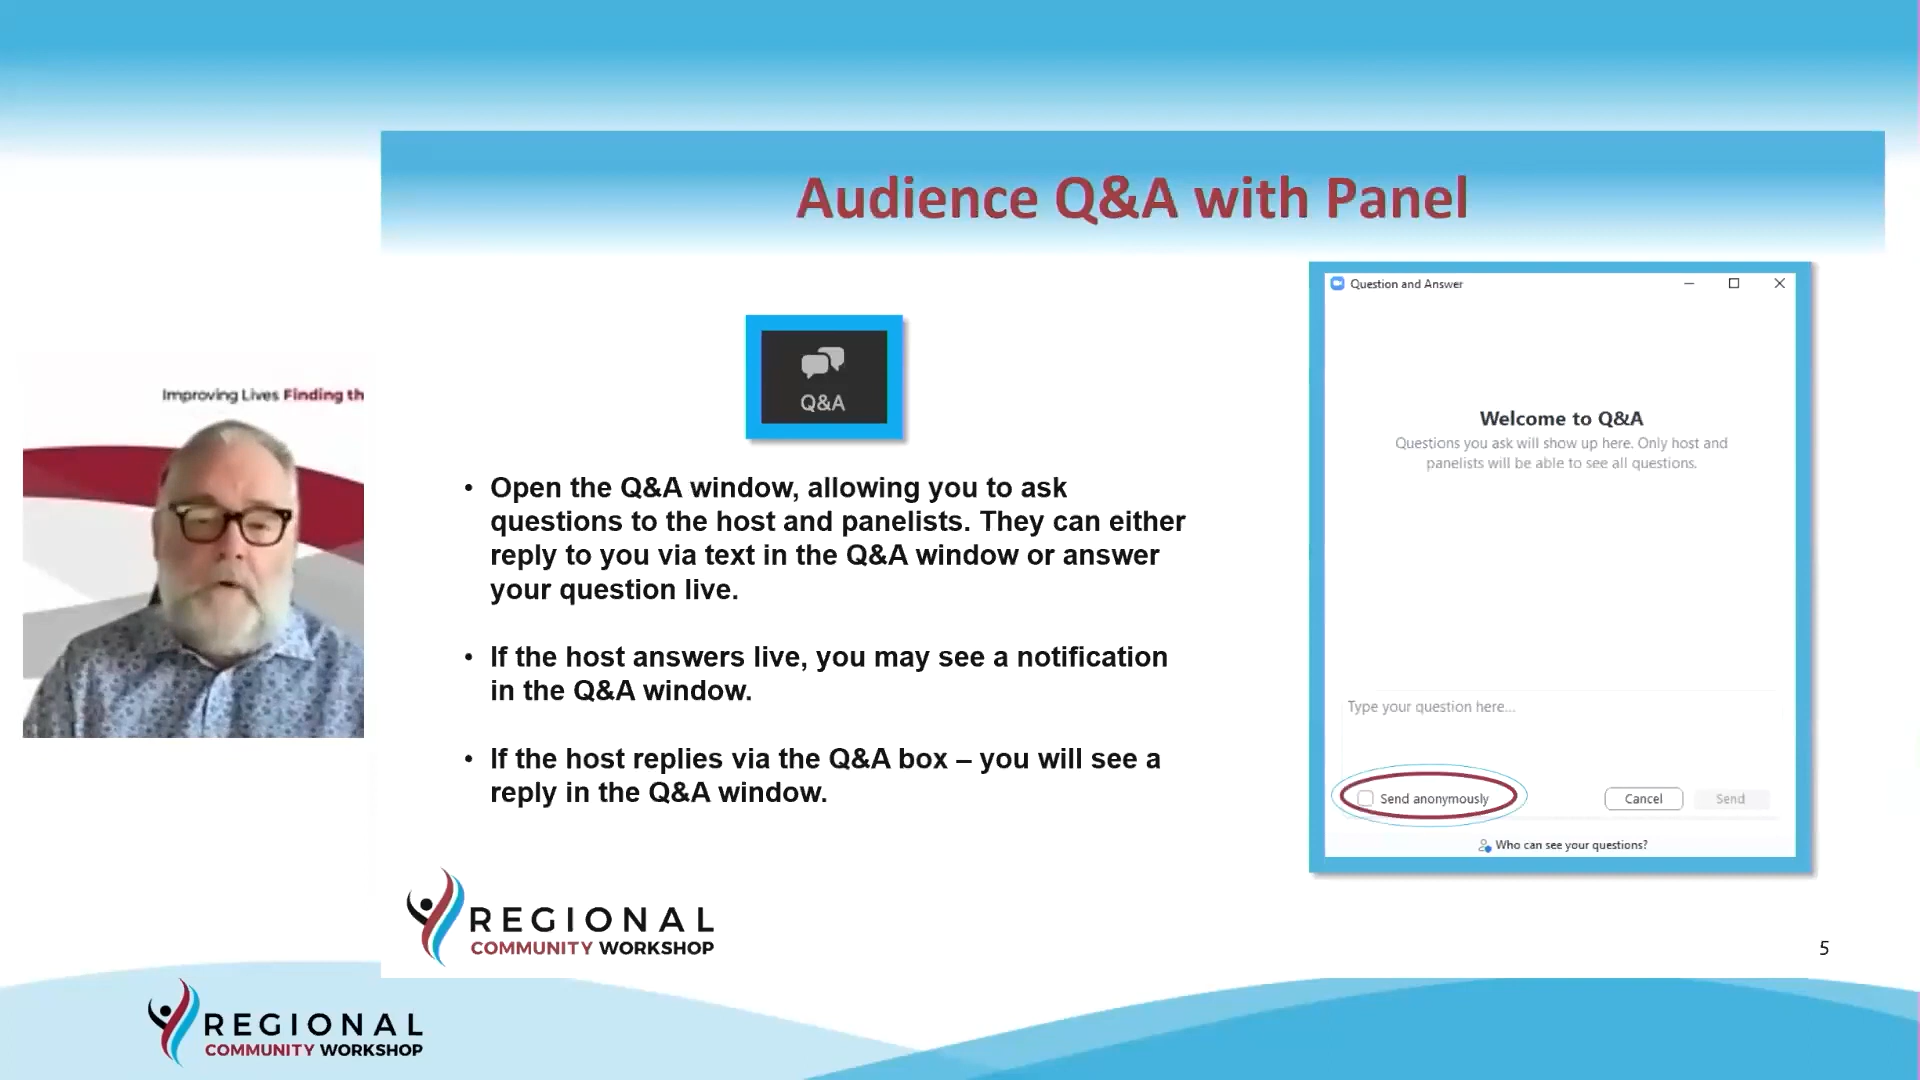 Audience Q&A with Panel
Q&A
Improving Lives Finding th
• Open the Q&A window, allowing you to ask
questions to the host and panelists. They can either
reply to you via text in the Q&A window or answer
your question live.
• If the host answers live, you may see a notification
in the Q&A window.
• If the host replies via the Q&A box – you will see a
reply in the Q&A window.
Question and Answer
Welcome to Q&A
Questions you ask will show up here. Only host and
panelists will be able to see all questions.
Type your question here...
Send anonymously
Cancel
Send
Who can see your questions?
REGIONAL
COMMUNITY WORKSHOP
5
REGIONAL
COMMUNITY WORKSHOP